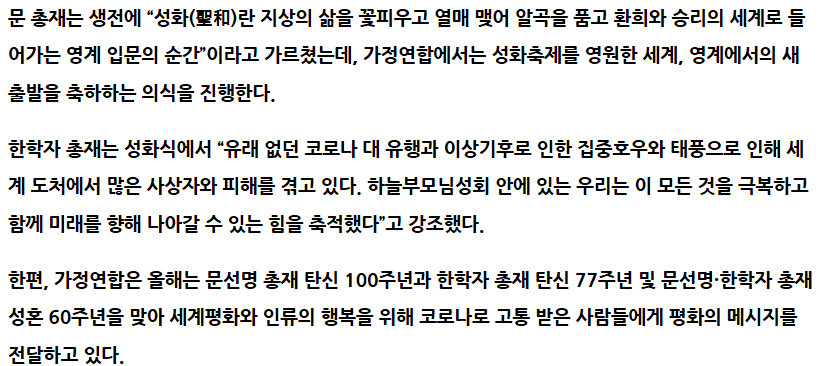 문 총재는 생전에 “성화(聖和)란 지상의 삶을 꽃피우고 열매 맺어 알곡을 품고 환희와 승리의 세계로 들
어가는 영계 입문의 순간”이라고 가르쳤는데, 가정연합에서는 성화축제를 영원한 세계, 영계에서의 새
출발을 축하하는 의식을 진행한다.
한학자 총재는 성화식에서 “유래 없던 코로나 대 유행과 이상기후로 인한 집중호우와 태풍으로 인해 세
계 도처에서 많은 사상자와 피해를 겪고 있다. 하늘부모님성회 안에 있는 우리는 이 모든 것을 극복하고
함께 미래를 향해 나아갈 수 있는 힘을 축적했다”고 강조했다.
한편, 가정연합은 올해는 문선명 총재 탄신 100주년과 한학자 총재 탄신 77주년 및 문선명·한학자 총재
성혼 60주년을 맞아 세계평화와 인류의 행복을 위해 코로나로 고통 받은 사람들에게 평화의 메시지를
전달하고 있다.